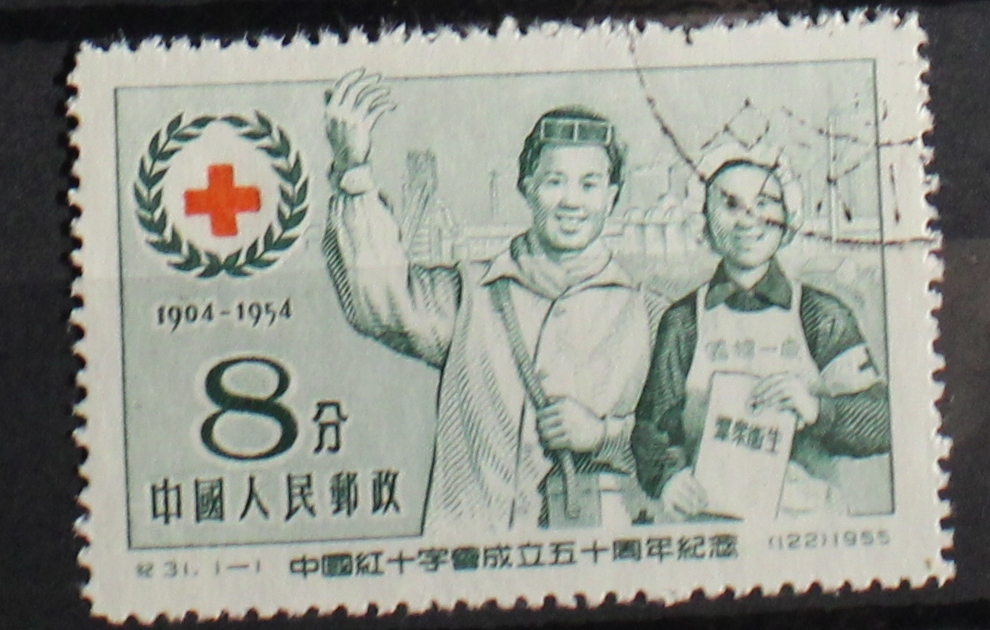 1904-1954
8分
中國人民郵政
羣衆衛生
紀31. 1-1 中國紅十字會成立五十周年紀念 (122)1955